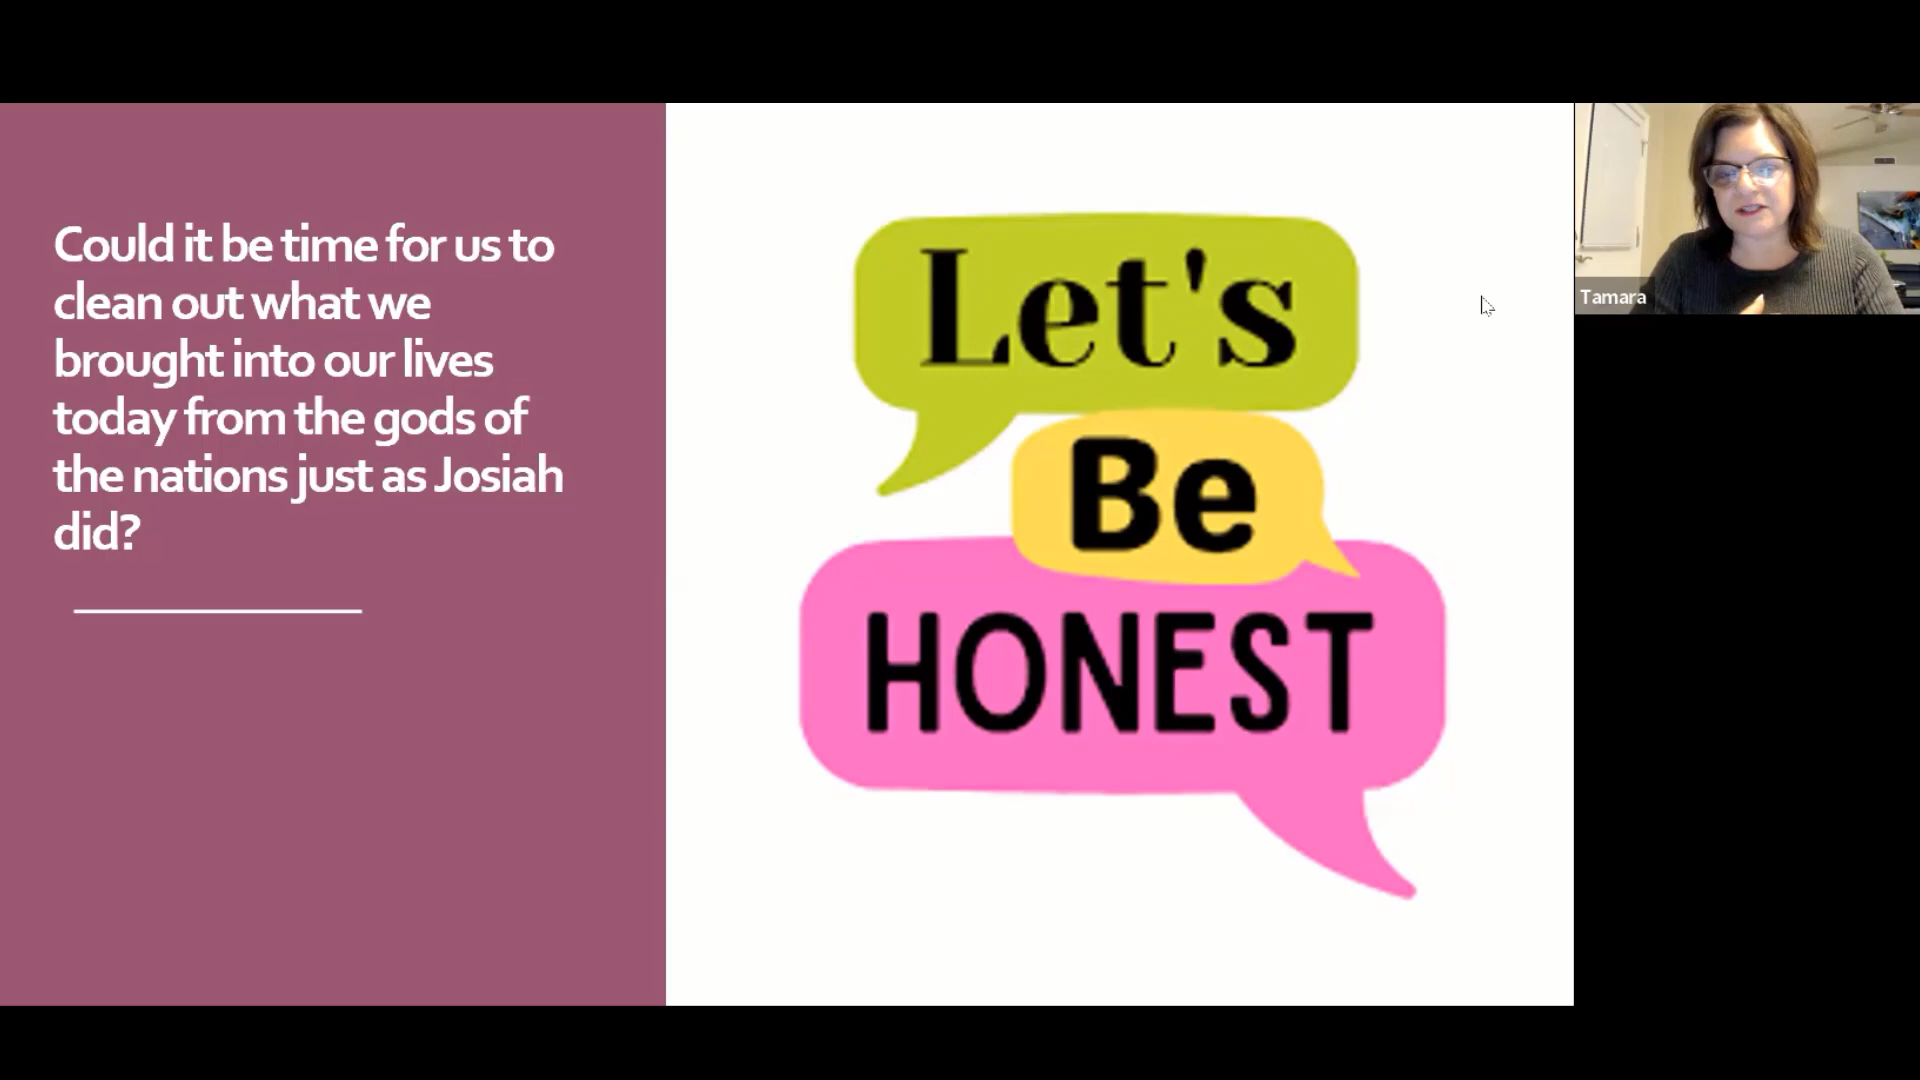 Could it be time for us to
clean out what we
brought into our lives
today from the gods of
the nations just as Josiah
did?
Let's
Be
HONEST
Tamara